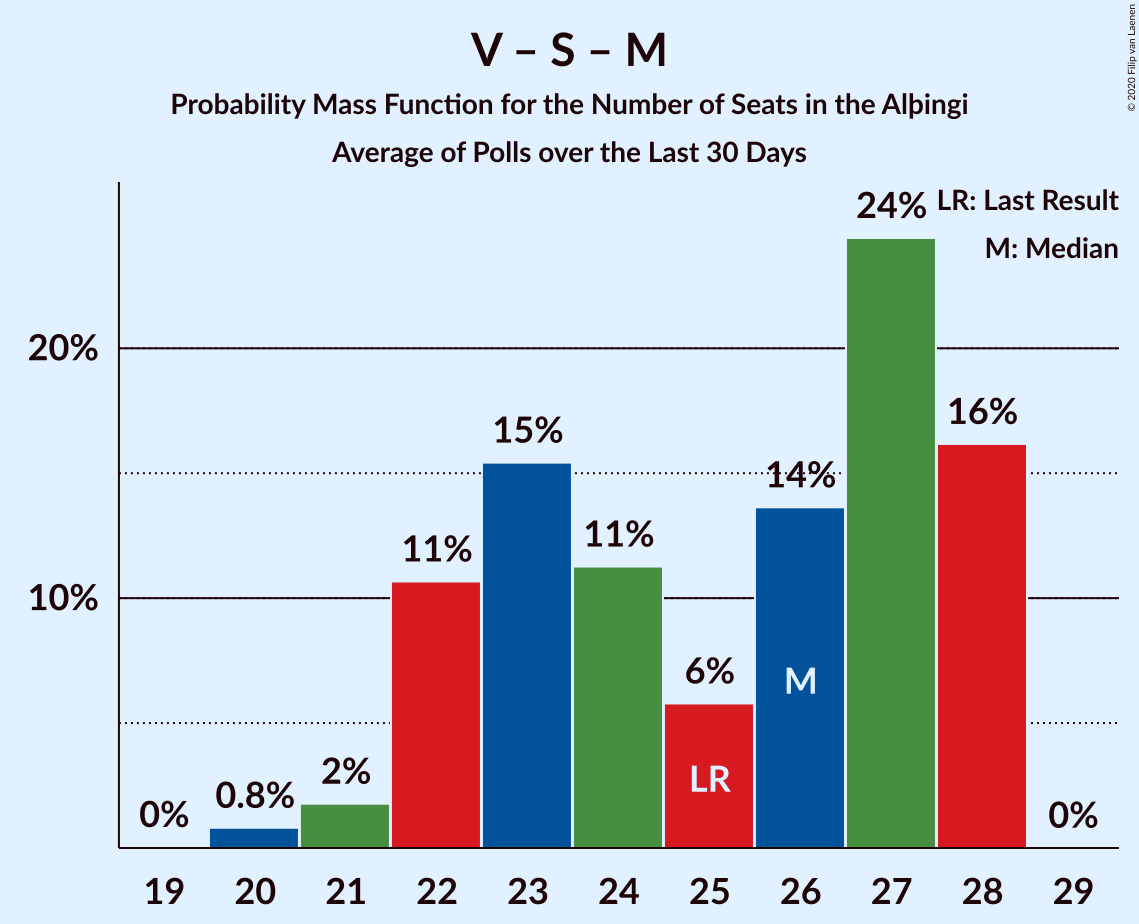 V – S – M
Probability Mass Function for the Number of Seats in the Alþingi
Average of Polls over the Last 30 Days
© 2020 Filip van Laenen
LR: Last Result
M: Median
20%
10%
0%
0.8%
2%
11%
15%
11%
6%
14%
24%
16%
0%
LR
M
19 20 21 22 23 24 25 26 27 28 29